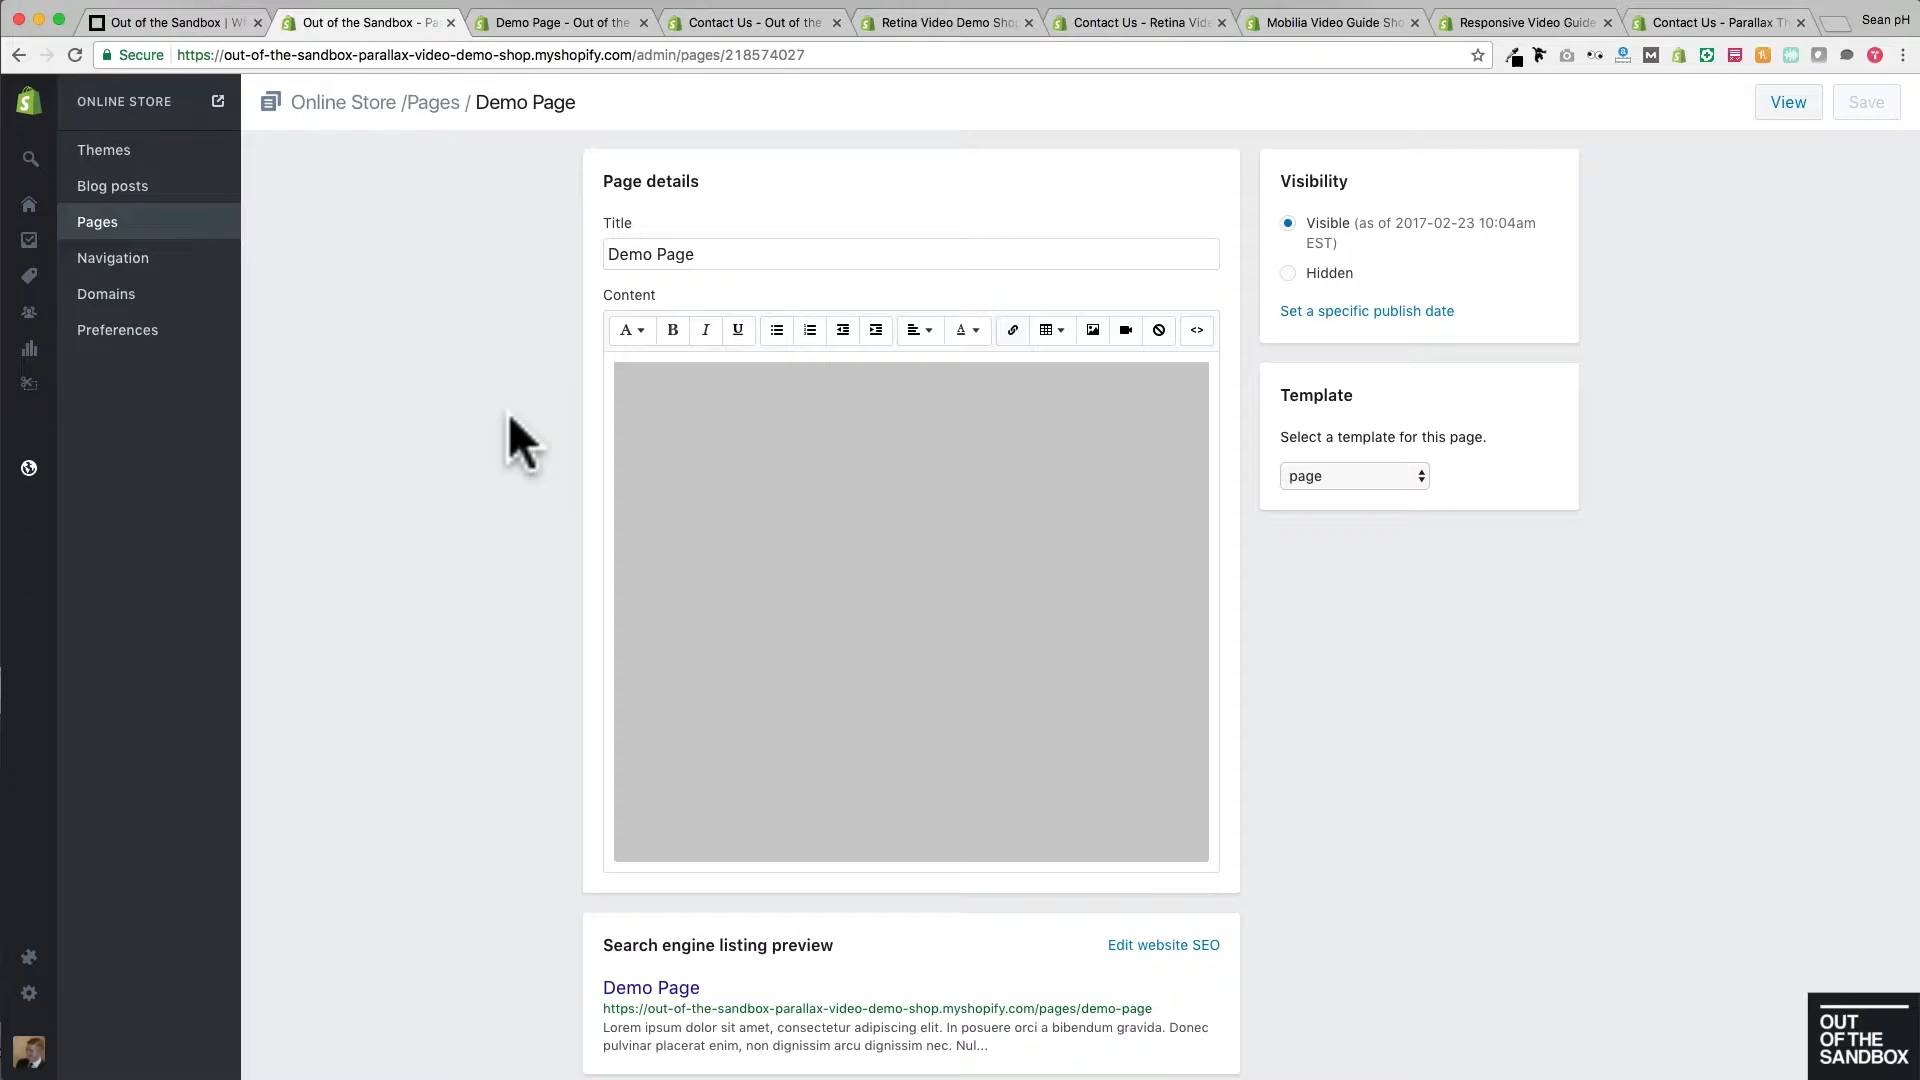 Out of the Sandbox | Wh
Out of the Sandbox - Pa
Demo Page - Out of the
Contact Us - Out of the
Retina Video Demo Shop
Contact Us - Retina Vide
Mobilia Video Guide Sho
Responsive Video Guide
Contact Us - Parallax Th
Sean pH
Secure
https://out-of-the-sandbox-parallax-video-demo-shop.myshopify.com/admin/pages/218574027
ONLINE STORE
Online Store /Pages / Demo Page
View
Save
Themes
Blog posts
Pages
Navigation
Domains
Preferences
Page details
Title
Demo Page
Content
A
B
I
U
A
<>
Visibility
Visible (as of 2017-02-23 10:04am
EST)
Hidden
Set a specific publish date
Template
Select a template for this page.
page
Search engine listing preview
Edit website SEO
Demo Page
https://out-of-the-sandbox-parallax-video-demo-shop.myshopify.com/pages/demo-page
Lorem ipsum dolor sit amet, consectetur adipiscing elit. In posuere orci a bibendum gravida. Donec
pulvinar placerat enim, non dignissim arcu dignissim nec. Nul...
OUT
OF THE
SANDBOX